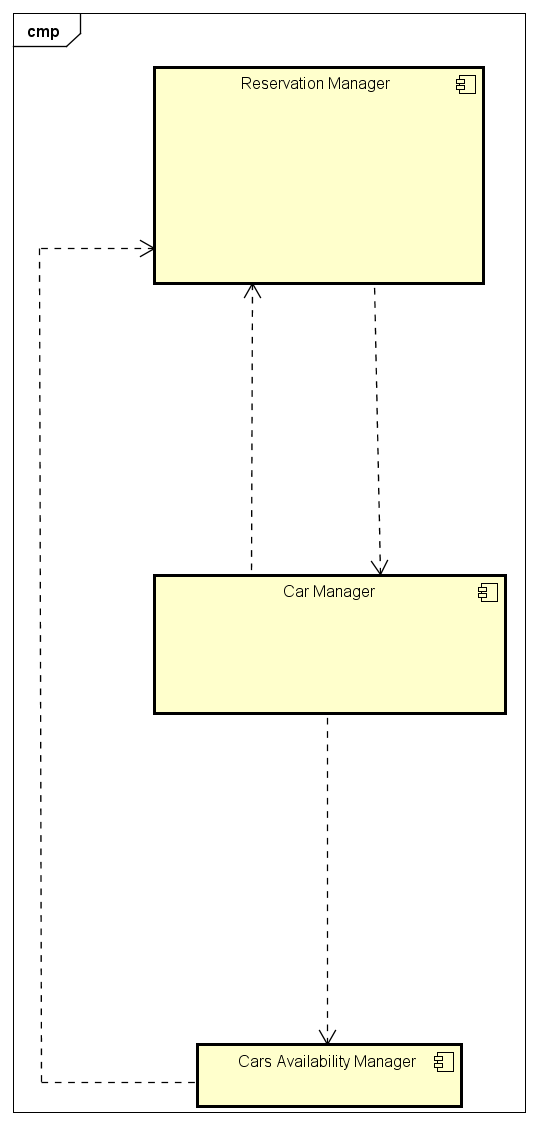 cmp
Reservation Manager
Car Manager
Cars Availability Manager